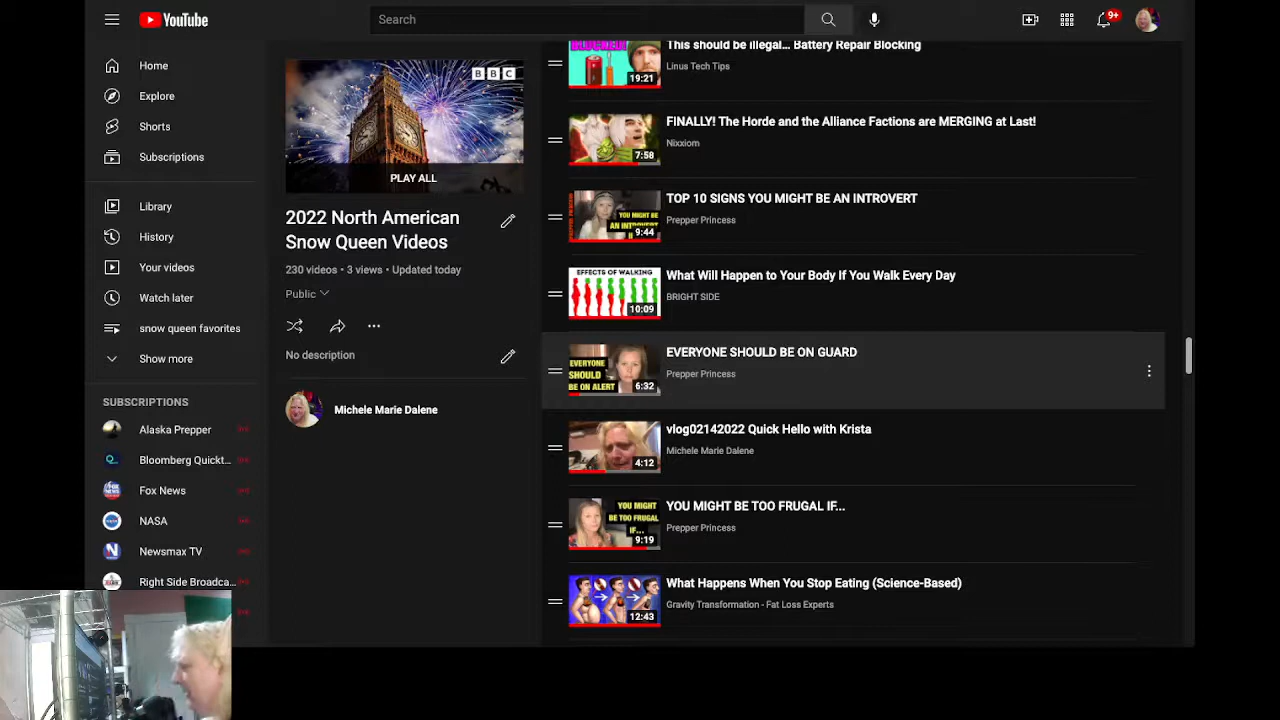 YouTube
Search
9+
Home
Explore
Shorts
Subscriptions
Library
History
Your videos
Watch later
snow queen favorites
Show more
SUBSCRIPTIONS
Alaska Prepper
Bloomberg Quickt...
Fox News
NASA
Newsmax TV
Right Side Broadca...
BBC
PLAY ALL
2022 North American
Snow Queen Videos
230 videos • 3 views • Updated today
Public
No description
Michele Marie Dalene
19:21
This should be illegal... Battery Repair Blocking
Linus Tech Tips
7:58
FINALLY! The Horde and the Alliance Factions are MERGING at Last!
Nixxiom
PREPPER PRINCESS
YOU MIGHT BE
AN INTROVERT
9:44
TOP 10 SIGNS YOU MIGHT BE AN INTROVERT
Prepper Princess
EFFECTS OF WALKING
10:09
What Will Happen to Your Body If You Walk Every Day
BRIGHT SIDE
EVERYONE
SHOULD
BE ON ALERT
6:32
EVERYONE SHOULD BE ON GUARD
Prepper Princess
4:12
vlog02142022 Quick Hello with Krista
Michele Marie Dalene
YOU MIGHT
BE TOO FRUGAL
IF...
9:19
YOU MIGHT BE TOO FRUGAL IF...
Prepper Princess
12:43
What Happens When You Stop Eating (Science-Based)
Gravity Transformation - Fat Loss Experts